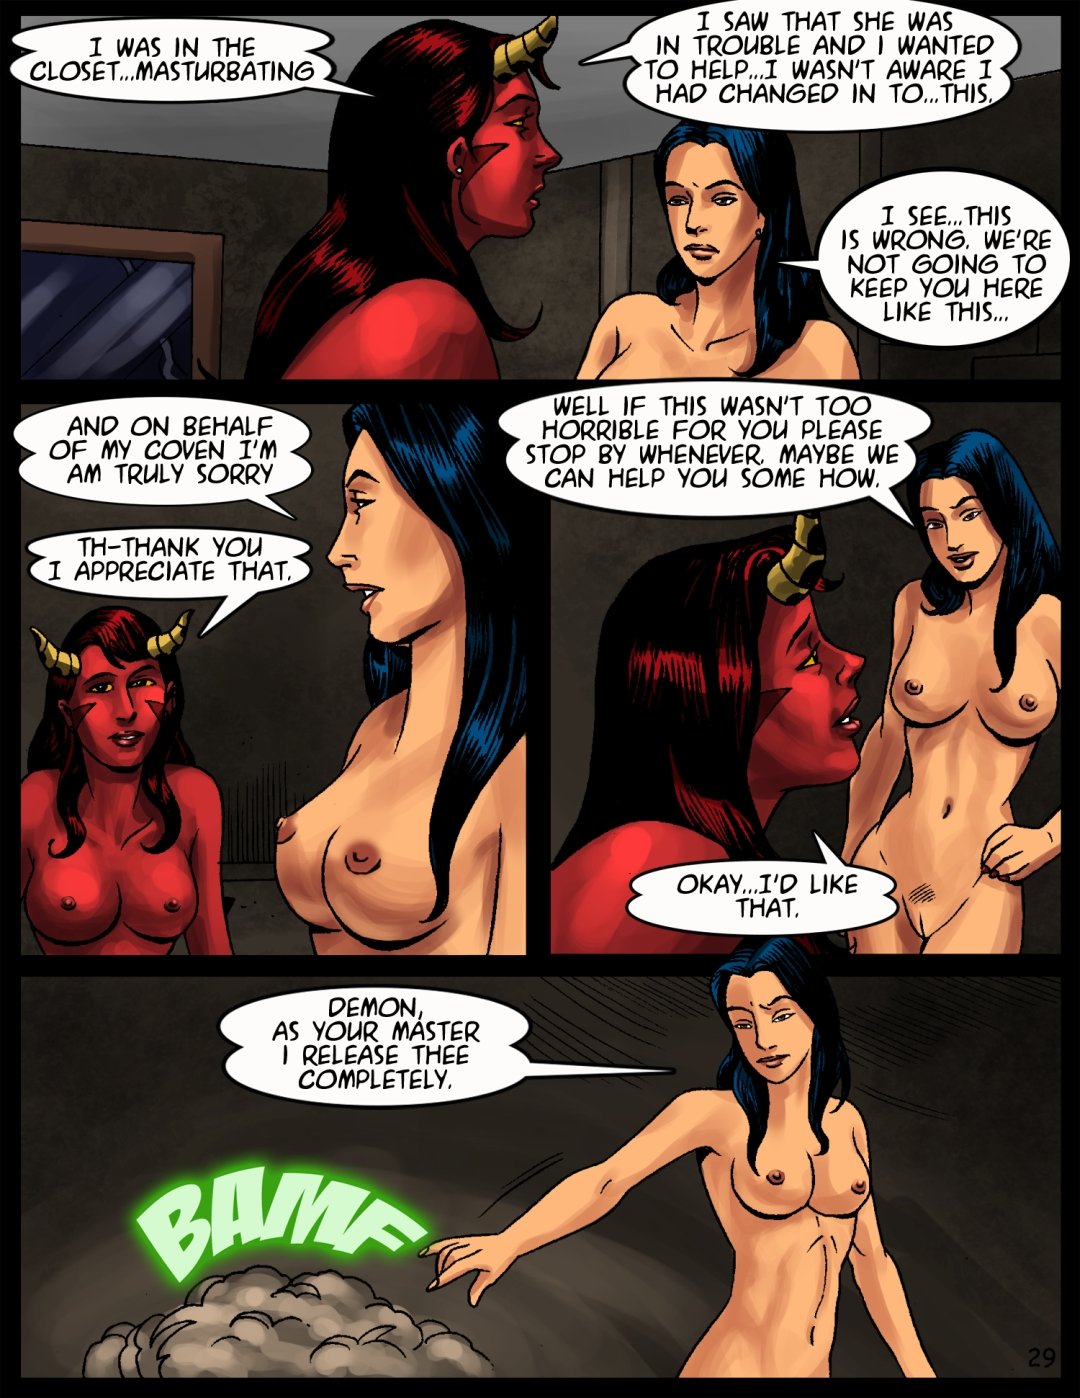 I WAS IN THE
CLOSET...MASTURBATING
I SAW THAT SHE WAS
IN TROUBLE AND I WANTED
TO HELP...I WASN'T AWARE I
HAD CHANGED IN TO...THIS.
I SEE...THIS
IS WRONG. WE'RE
NOT GOING TO
KEEP YOU HERE
LIKE THIS...
AND ON BEHALF
OF MY COVEN I'M
AM TRULY SORRY
TH-THANK YOU
I APPRECIATE THAT.
WELL IF THIS WASN'T TOO
HORRIBLE FOR YOU PLEASE
STOP BY WHENEVER. MAYBE WE
CAN HELP YOU SOME HOW.
OKAY...I'D LIKE
THAT.
DEMON,
AS YOUR MASTER
I RELEASE THEE
COMPLETELY.
BAMF
29